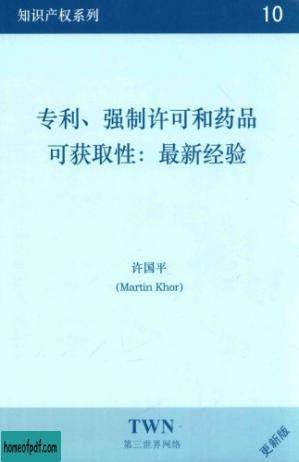 知识产权系列 10
专利、强制许可和药品
可获取性：最新经验
许国平
(Martin Khor)
TWN
第三世界网络
更新版
homeofpdf.com